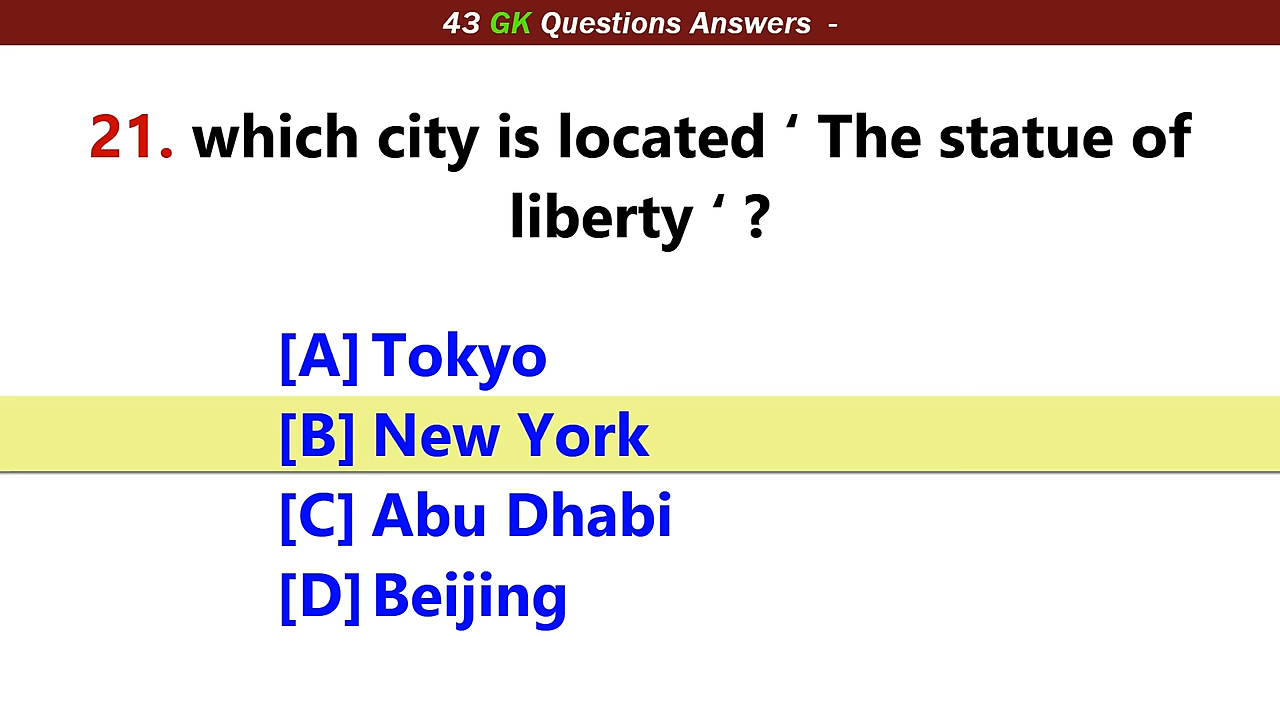 43 GK Questions Answers -
21. which city is located ‘ The statue of
liberty ‘ ?
[A] Tokyo
[B] New York
[C] Abu Dhabi
[D] Beijing